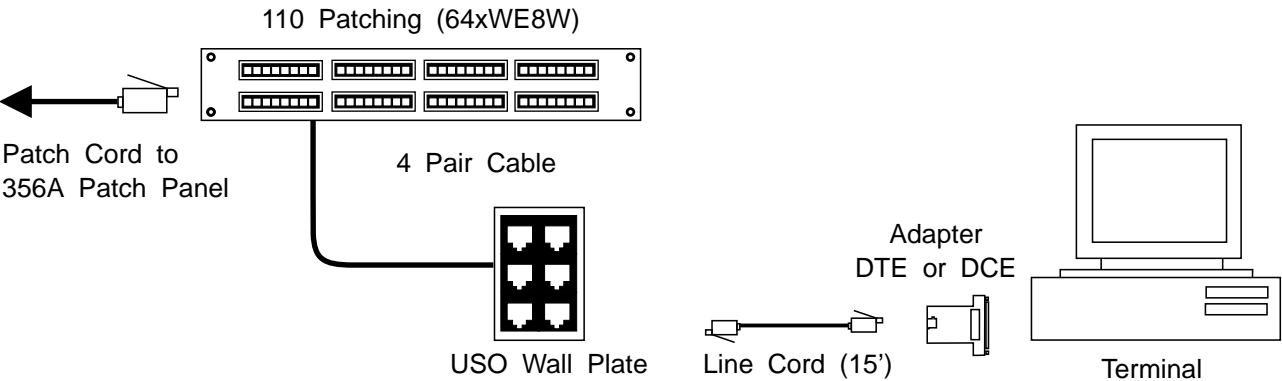 110 Patching (64xWE8W)
Patch Cord to
356A Patch Panel
4 Pair Cable
USO Wall Plate
Line Cord (15')
Adapter
DTE or DCE
Terminal